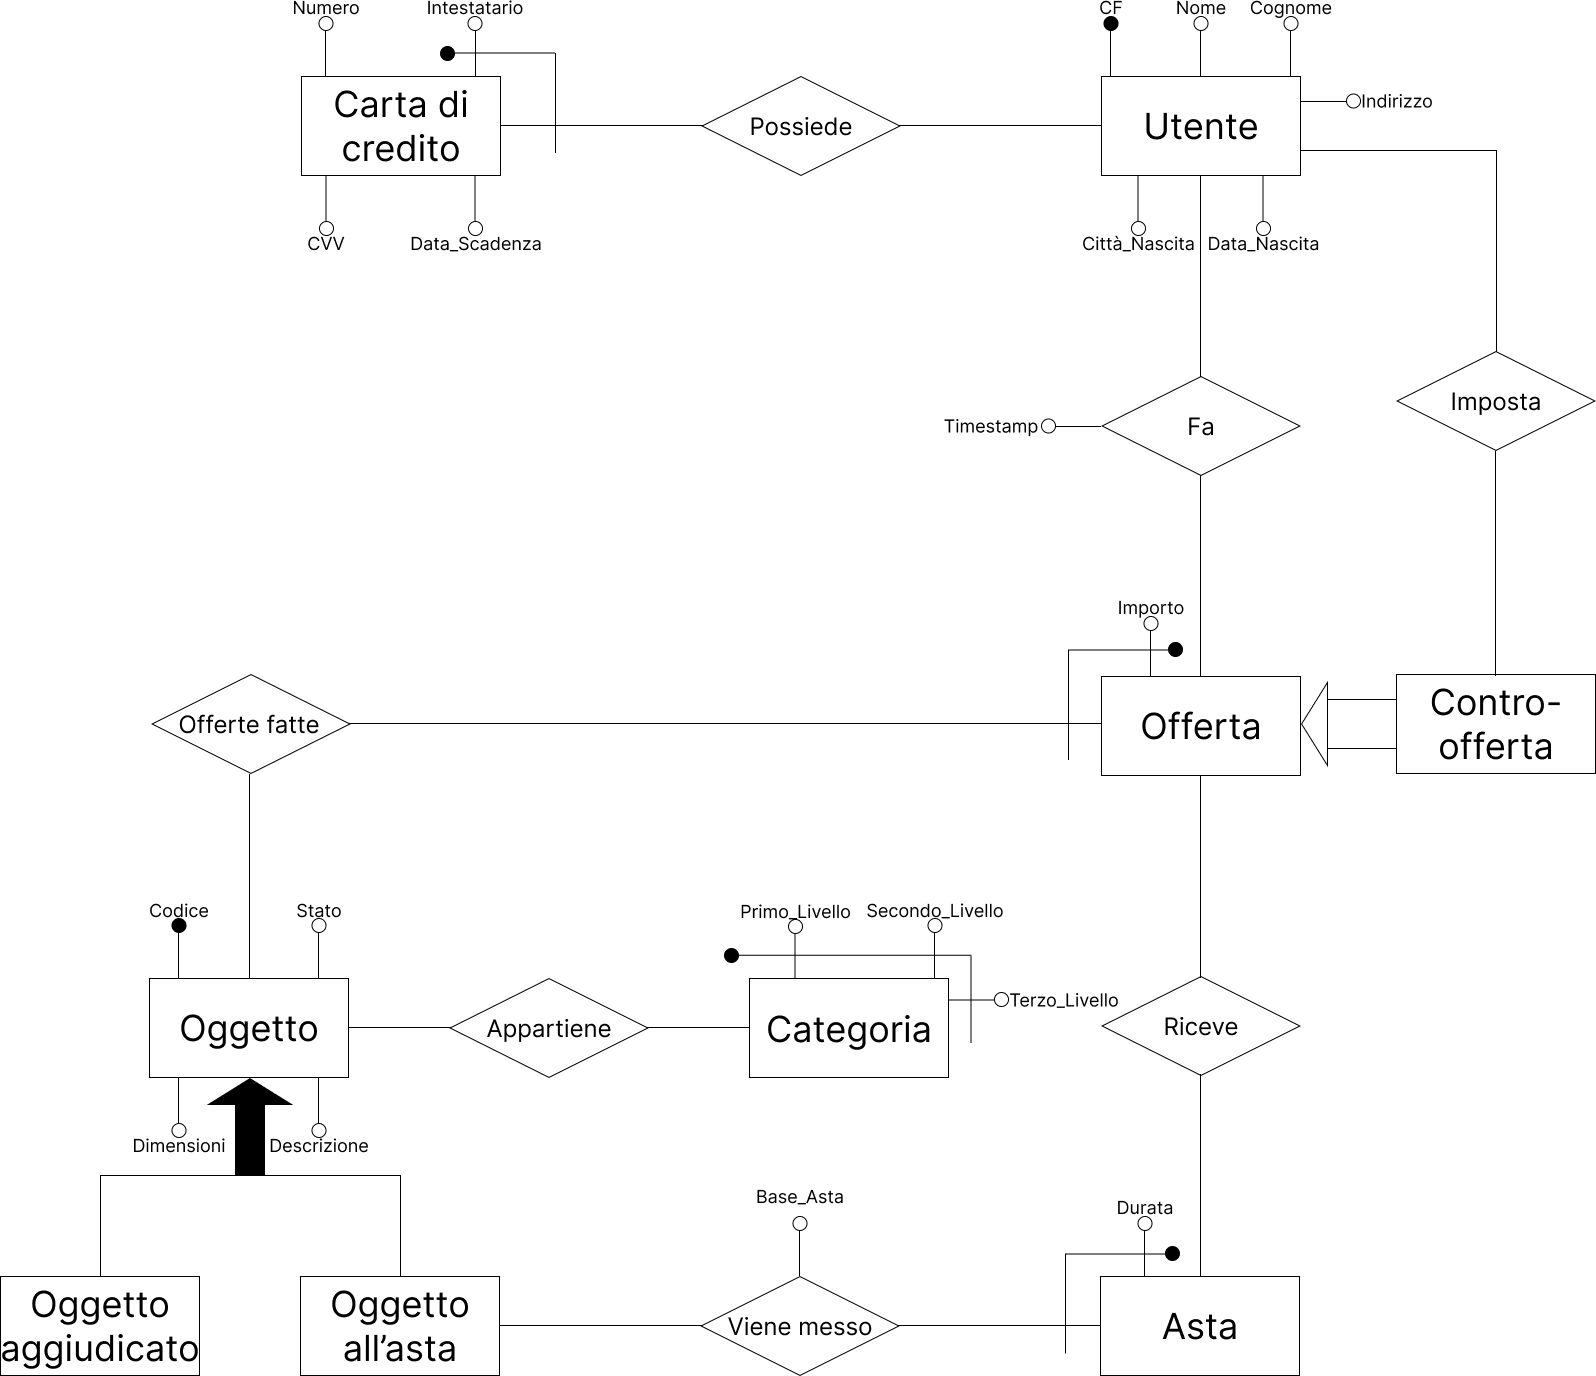 Numero
Intestatario
CF
Nome
Cognome
Carta di
credito
Possiede
Utente
Indirizzo
CVV
Data_Scadenza
Città_Nascita
Data_Nascita
Timestamp
Fa
Imposta
Importo
Offerte fatte
Offerta
Contro-
offerta
Codice
Stato
Primo_Livello
Secondo_Livello
Oggetto
Appartiene
Categoria
Terzo_Livello
Riceve
Dimensioni
Descrizione
Base_Asta
Durata
Oggetto
aggiudicato
Oggetto
all’asta
Viene messo
Asta